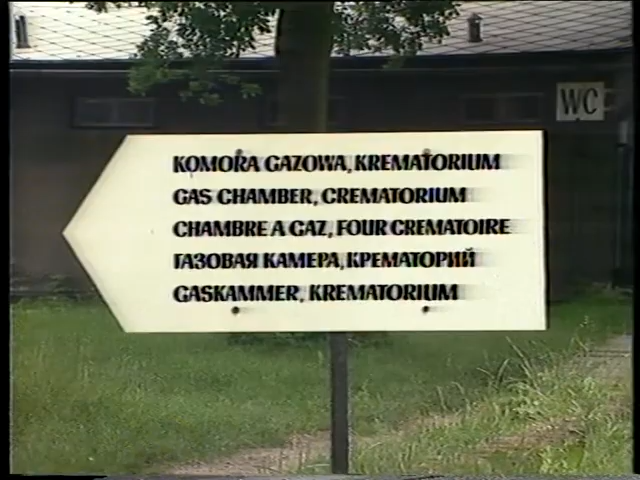 WC
KOMORA GAZOWA, KREMATORIUM
GAS CHAMBER, CREMATORIUM
CHAMBRE A GAZ, FOUR CREMATOIRE
ГАЗОВАЯ КАМЕРА, КРЕМАТОРИЙ
GASKAMMER, KREMATORIUM